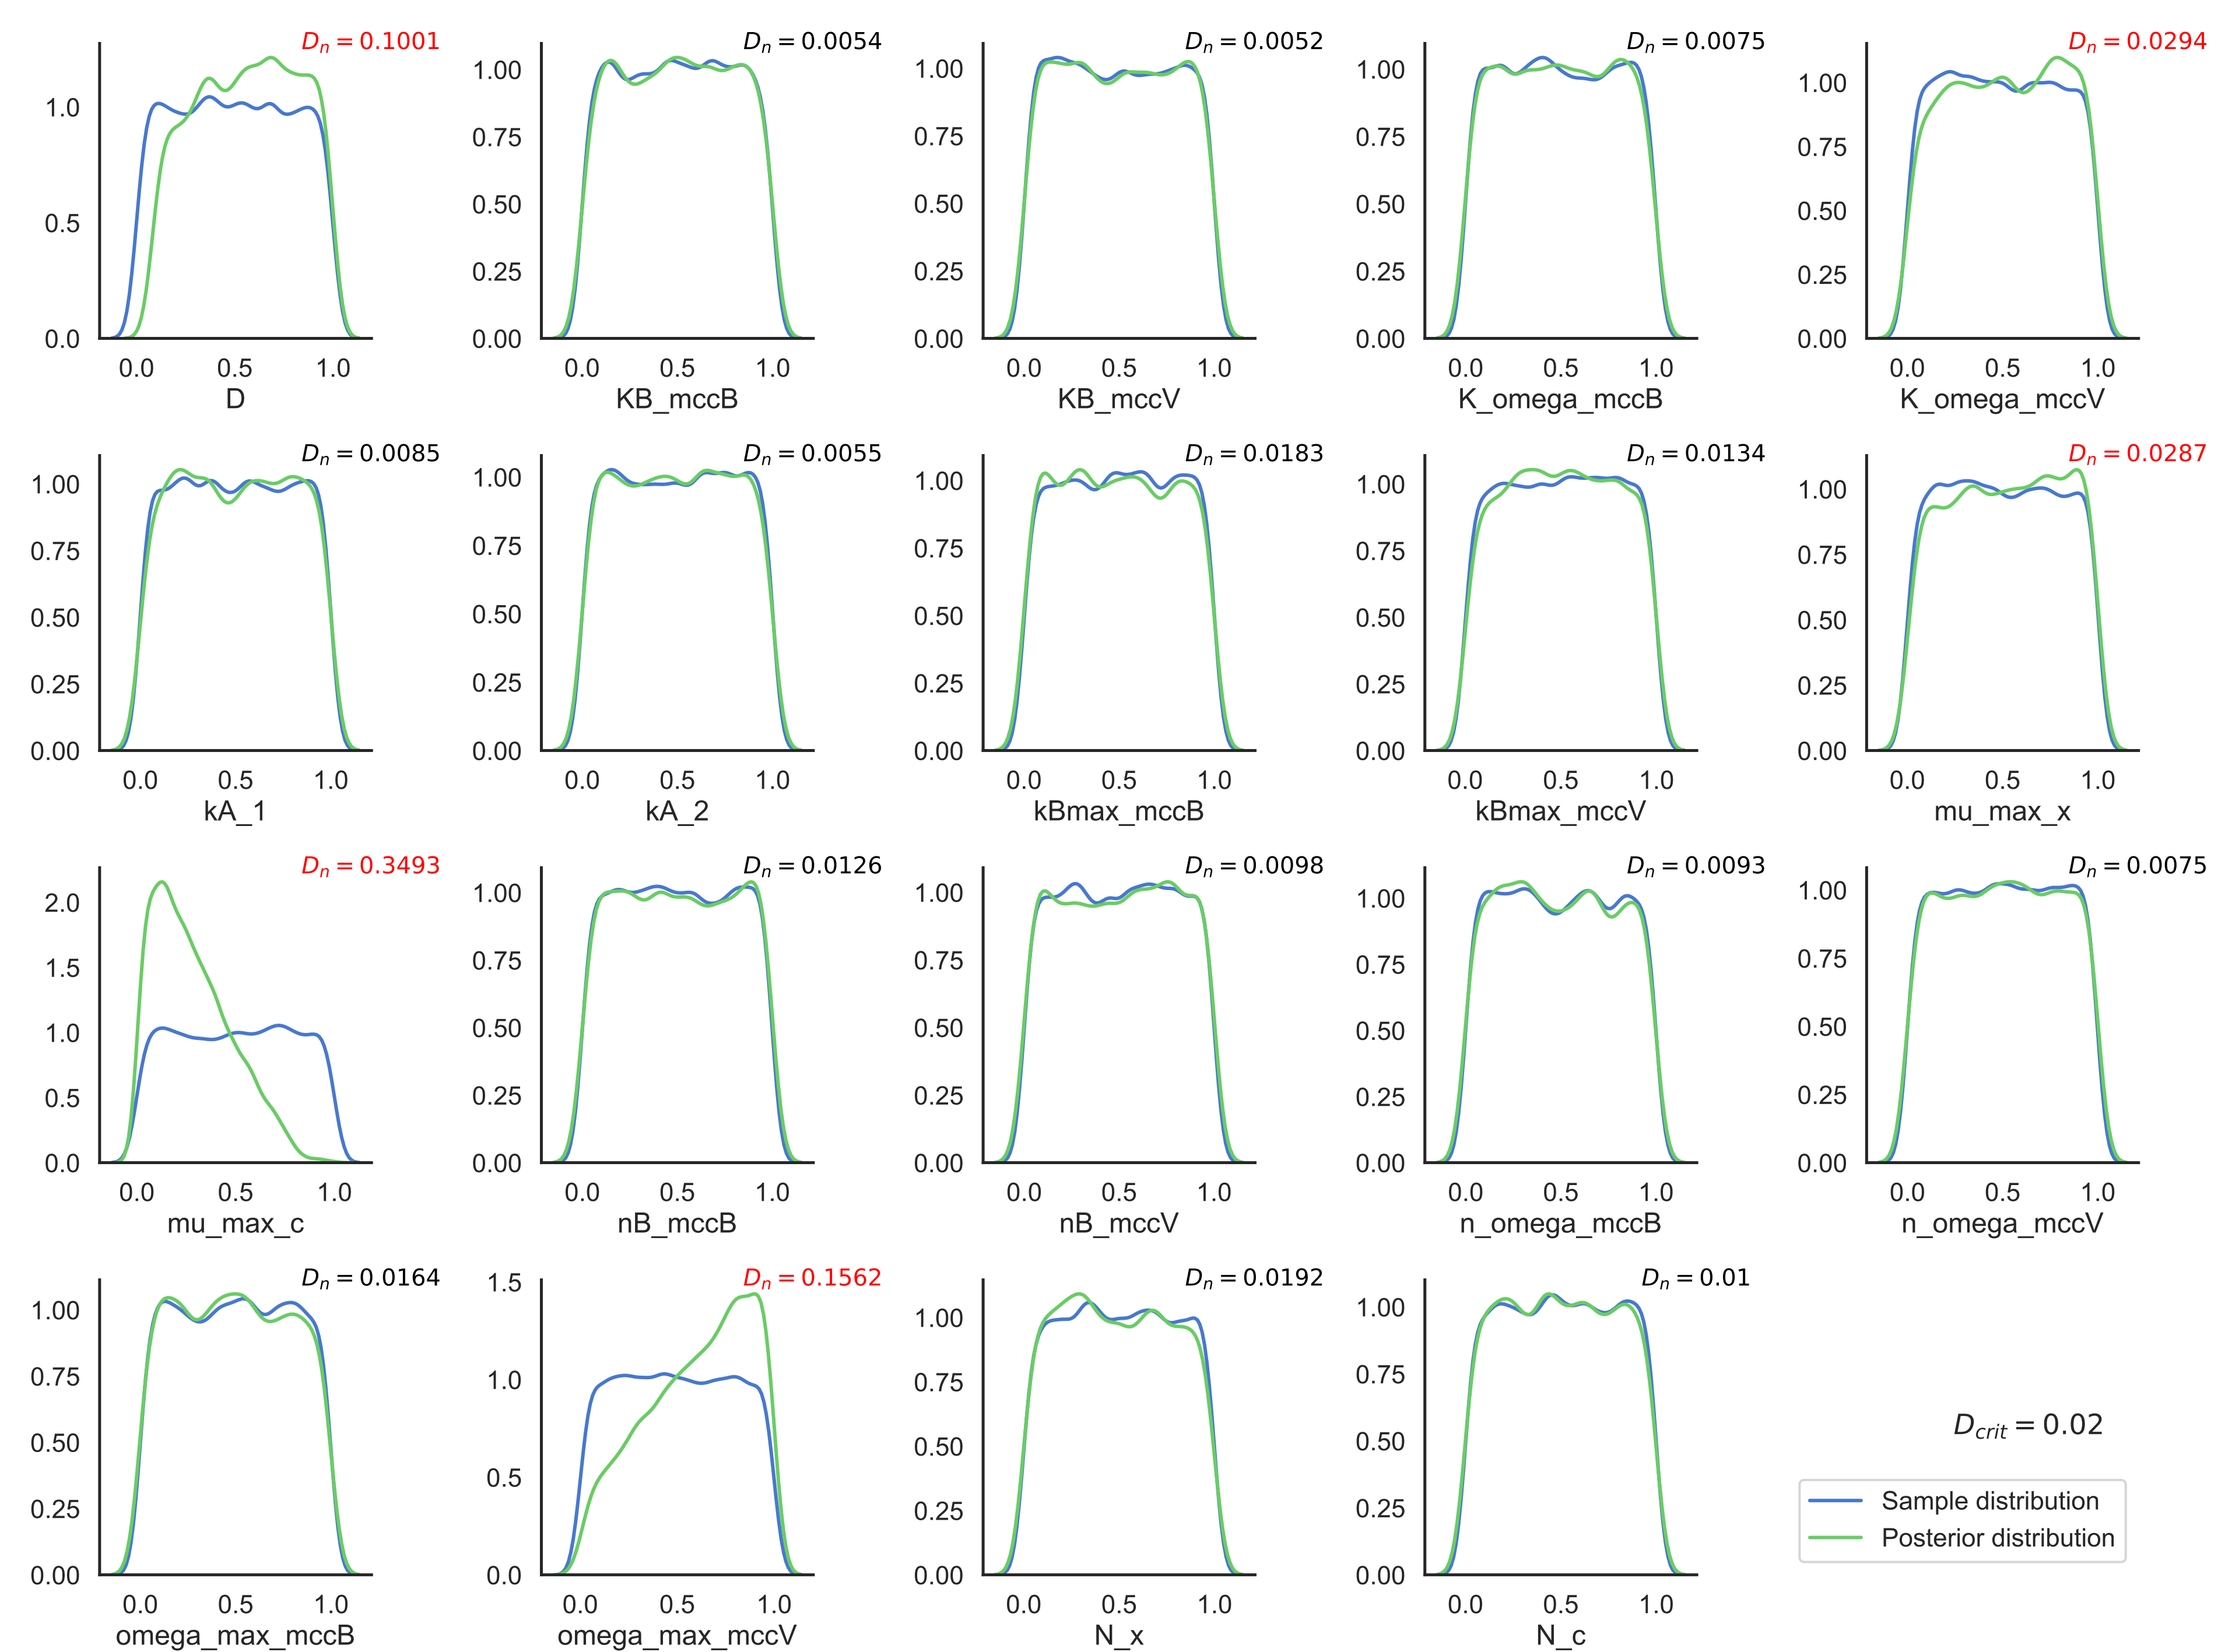 D_n = 0.1001
1.0
0.5
0.0
0.0 0.5 1.0
D
D_n = 0.0054
1.00
0.75
0.50
0.25
0.00
0.0 0.5 1.0
KB_mccB
D_n = 0.0052
1.00
0.75
0.50
0.25
0.00
0.0 0.5 1.0
KB_mccV
D_n = 0.0075
1.00
0.75
0.50
0.25
0.00
0.0 0.5 1.0
K_omega_mccB
D_n = 0.0294
1.00
0.75
0.50
0.25
0.00
0.0 0.5 1.0
K_omega_mccV
D_n = 0.0085
1.00
0.75
0.50
0.25
0.00
0.0 0.5 1.0
kA_1
D_n = 0.0055
1.00
0.75
0.50
0.25
0.00
0.0 0.5 1.0
kA_2
D_n = 0.0183
1.00
0.75
0.50
0.25
0.00
0.0 0.5 1.0
kBmax_mccB
D_n = 0.0134
1.00
0.75
0.50
0.25
0.00
0.0 0.5 1.0
kBmax_mccV
D_n = 0.0287
1.00
0.75
0.50
0.25
0.00
0.0 0.5 1.0
mu_max_x
D_n = 0.3493
2.0
1.5
1.0
0.5
0.0
0.0 0.5 1.0
mu_max_c
D_n = 0.0126
1.00
0.75
0.50
0.25
0.00
0.0 0.5 1.0
nB_mccB
D_n = 0.0098
1.00
0.75
0.50
0.25
0.00
0.0 0.5 1.0
nB_mccV
D_n = 0.0093
1.00
0.75
0.50
0.25
0.00
0.0 0.5 1.0
n_omega_mccB
D_n = 0.0075
1.00
0.75
0.50
0.25
0.00
0.0 0.5 1.0
n_omega_mccV
D_n = 0.0164
1.00
0.75
0.50
0.25
0.00
0.0 0.5 1.0
omega_max_mccB
D_n = 0.1562
1.5
1.0
0.5
0.0
0.0 0.5 1.0
omega_max_mccV
D_n = 0.0192
1.00
0.75
0.50
0.25
0.00
0.0 0.5 1.0
N_x
D_n = 0.01
1.00
0.75
0.50
0.25
0.00
0.0 0.5 1.0
N_c
D_crit = 0.02
Sample distribution
Posterior distribution